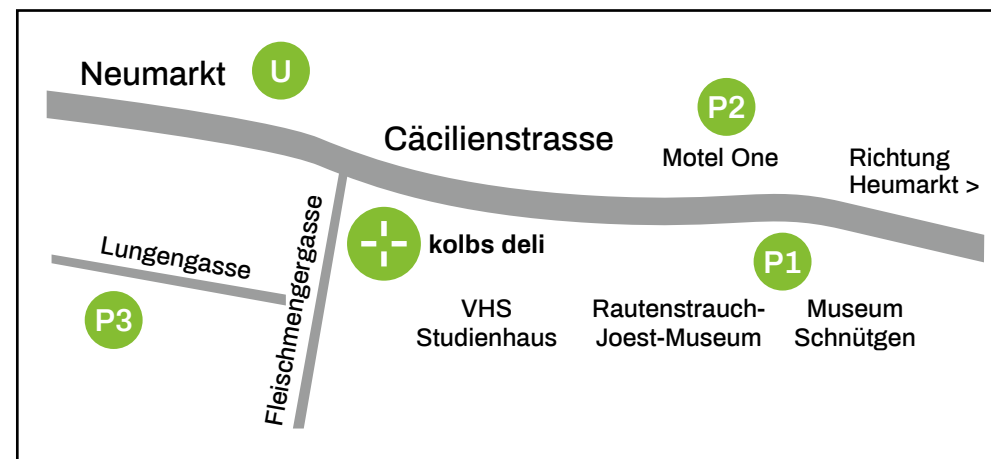 Neumarkt
U
Cäcilienstrasse
P2
Motel One
Richtung
Heumarkt >
Lungengasse
Fleischmengergasse
kolbs deli
P1
P3
VHS
Studienhaus
Rautenstrauch-
Joest-Museum
Museum
Schnütgen